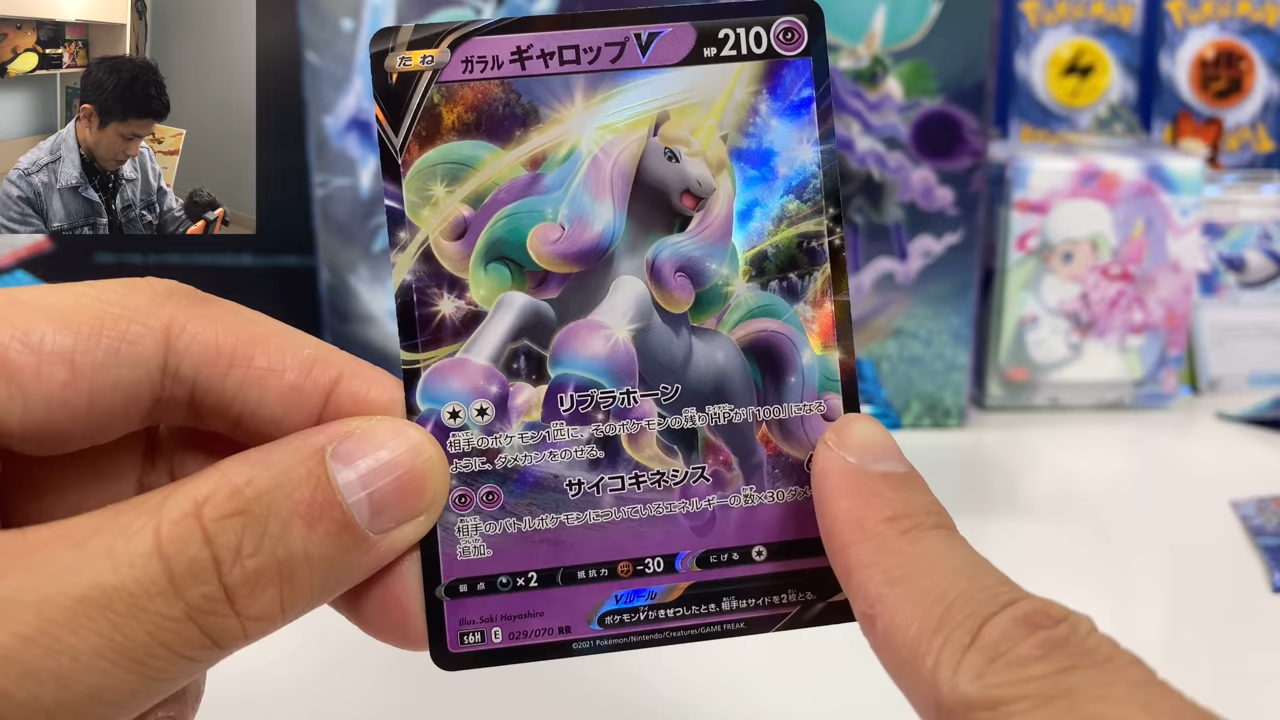 たね ガラル ギャロップV HP 210
リブラホーン
相手のポケモン1匹に、そのポケモンの残りHPが「100」になる
ように、ダメカンをのせる。
サイコキネシス
相手のバトルポケモンについているエネルギーの数×30ダメ
追加。
弱点 ×2 抵抗力 -30 にげる
Vルール
ポケモンVがきぜつしたとき、相手はサイドを2枚とる。
illus.Saki Hayashiro
s6H E 029/070 RR
©2021 Pokémon/Nintendo/Creatures/GAME FREAK.
Pokémon
Pokémon